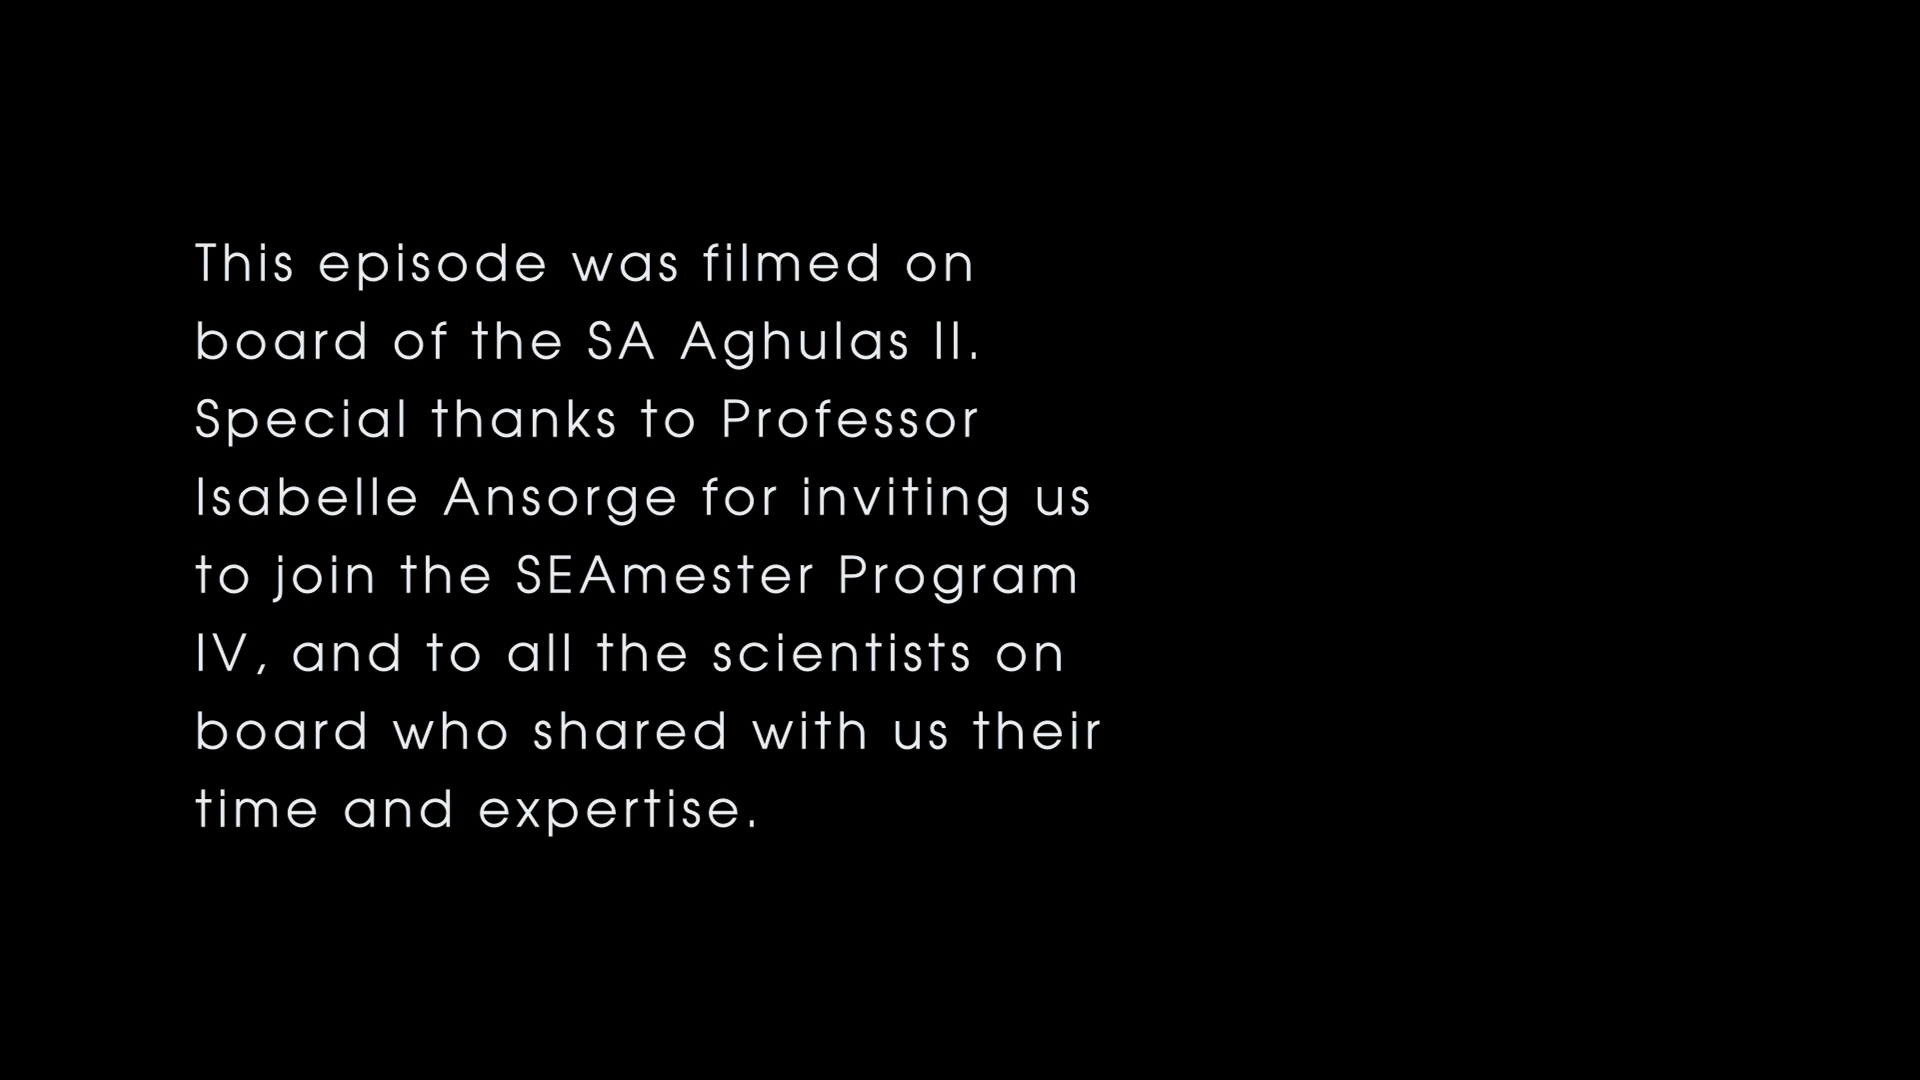 This episode was filmed on
board of the SA Aghulas II.
Special thanks to Professor
Isabelle Ansorge for inviting us
to join the SEAmester Program
IV, and to all the scientists on
board who shared with us their
time and expertise.